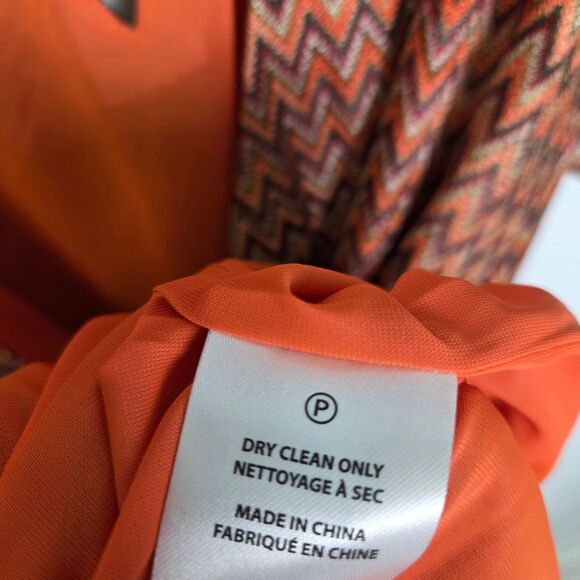 Ⓟ
DRY CLEAN ONLY
NETTOYAGE À SEC
MADE IN CHINA
FABRIQUÉ EN CHINE